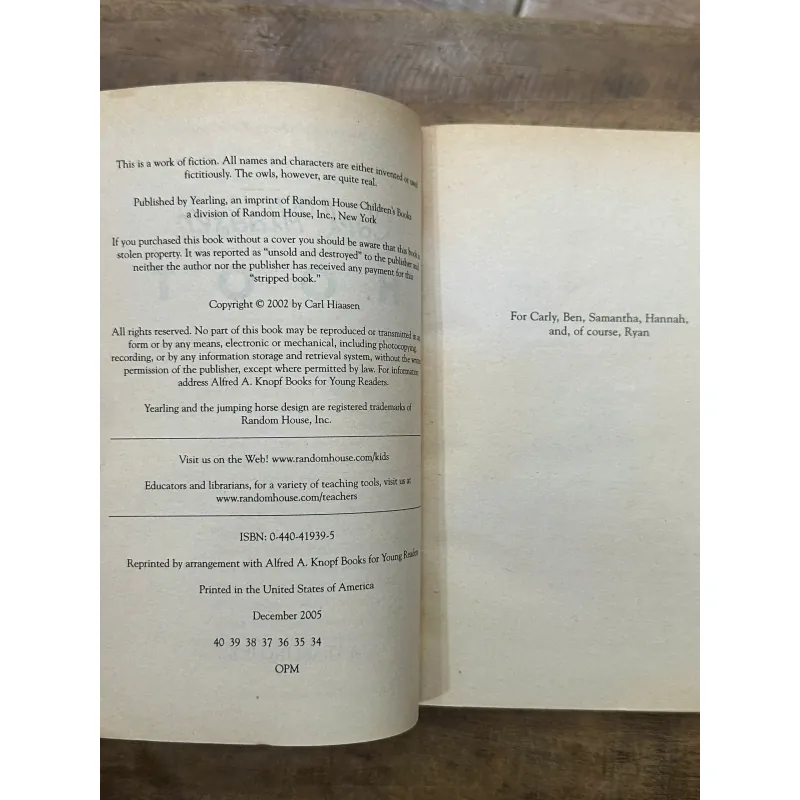 This is a work of fiction. All names and characters are either invented or used
fictitiously. The owls, however, are quite real.
Published by Yearling, an imprint of Random House Children's Books
a division of Random House, Inc., New York
If you purchased this book without a cover you should be aware that this book is
stolen property. It was reported as "unsold and destroyed" to the publisher and
neither the author nor the publisher has received any payment for this
"stripped book."
Copyright © 2002 by Carl Hiaasen
All rights reserved. No part of this book may be reproduced or transmitted in any
form or by any means, electronic or mechanical, including photocopying,
recording, or by any information storage and retrieval system, without the written
permission of the publisher, except where permitted by law. For information
address Alfred A. Knopf Books for Young Readers.
Yearling and the jumping horse design are registered trademarks of
Random House, Inc.
Visit us on the Web! www.randomhouse.com/kids
Educators and librarians, for a variety of teaching tools, visit us at
www.randomhouse.com/teachers
ISBN: 0-440-41939-5
Reprinted by arrangement with Alfred A. Knopf Books for Young Readers
Printed in the United States of America
December 2005
40 39 38 37 36 35 34
OPM
For Carly, Ben, Samantha, Hannah,
and, of course, Ryan